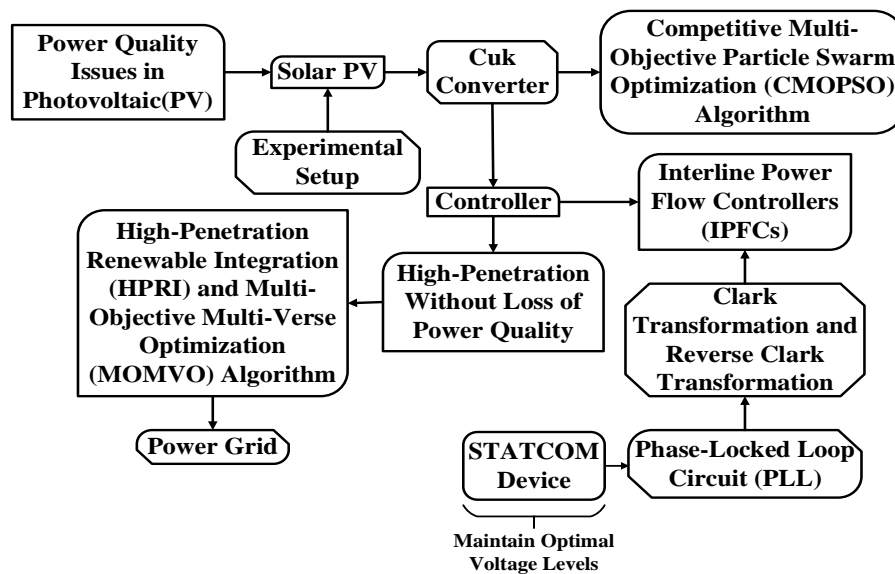 Power Quality
Issues in
Photovoltaic(PV)
Solar PV
Cuk
Converter
Competitive Multi-
Objective Particle Swarm
Optimization (CMOPSO)
Algorithm
Experimental
Setup
Controller
Interline Power
Flow Controllers
(IPFCs)
High-Penetration
Renewable Integration
(HPRI) and Multi-
Objective Multi-Verse
Optimization
(MOMVO) Algorithm
High-Penetration
Without Loss of
Power Quality
Clark
Transformation and
Reverse Clark
Transformation
Power Grid
STATCOM
Device
Phase-Locked Loop
Circuit (PLL)
Maintain Optimal
Voltage Levels